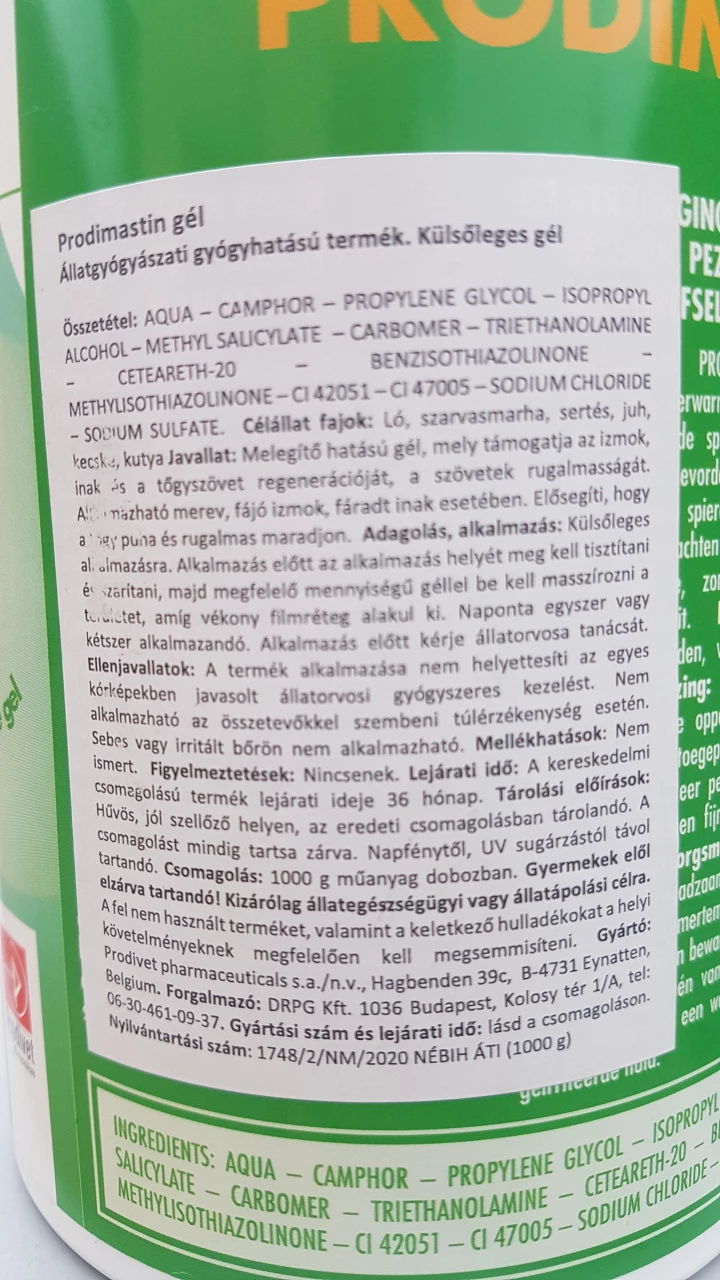 PRODIM
Prodimastin gél
Állatgyógyászati gyógyhatású termék. Külsőleges gél
Összetétel: AQUA – CAMPHOR – PROPYLENE GLYCOL – ISOPROPYL
ALCOHOL – METHYL SALICYLATE – CARBOMER – TRIETHANOLAMINE
– CETEARETH-20 – BENZISOTHIAZOLINONE –
METHYLISOTHIAZOLINONE – CI 42051 – CI 47005 – SODIUM CHLORIDE
– SODIUM SULFATE. Célállat fajok: Ló, szarvasmarha, sertés, juh,
kecske, kutya Javallat: Melegítő hatású gél, mely támogatja az izmok,
inak és a tőgyszövet regenerációját, a szövetek rugalmasságát.
Alkalmazható merev, fájó izmok, fáradt inak esetében. Elősegíti, hogy
a tőgy puha és rugalmas maradjon. Adagolás, alkalmazás: Külsőleges
alkalmazásra. Alkalmazás előtt az alkalmazás helyét meg kell tisztítani
és szárítani, majd megfelelő mennyiségű géllel be kell masszírozni a
területet, amíg vékony filmréteg alakul ki. Naponta egyszer vagy
kétszer alkalmazandó. Alkalmazás előtt kérje állatorvosa tanácsát.
Ellenjavallatok: A termék alkalmazása nem helyettesíti az egyes
kórképekben javasolt állatorvosi gyógyszeres kezelést. Nem
alkalmazható az összetevőkkel szembeni túlérzékenység esetén.
Sebes vagy irritált bőrön nem alkalmazható. Mellékhatások: Nem
ismert. Figyelmeztetések: Nincsenek. Lejárati idő: A kereskedelmi
csomagolású termék lejárati ideje 36 hónap. Tárolási előírások:
Hűvös, jól szellőző helyen, az eredeti csomagolásban tárolandó. A
csomagolást mindig tartsa zárva. Napfénytől, UV sugárzástól távol
tartandó. Csomagolás: 1000 g műanyag dobozban. Gyermekek elől
elzárva tartandó! Kizárólag állategészségügyi vagy állatápolási célra.
A fel nem használt terméket, valamint a keletkező hulladékokat a helyi
követelményeknek megfelelően kell megsemmisíteni. Gyártó:
Prodivet pharmaceuticals s.a./n.v., Hagbenden 39c, B-4731 Eynatten,
Belgium. Forgalmazó: DRPG Kft. 1036 Budapest, Kolosy tér 1/A, tel:
06-30-461-09-37. Gyártási szám és lejárati idő: lásd a csomagoláson.
Nyilvántartási szám: 1748/2/NM/2020 NÉBIH ÁTI (1000 g)
gel
INGREDIENTS: AQUA – CAMPHOR – PROPYLENE GLYCOL – ISOPROPYL
SALICYLATE – CARBOMER – TRIETHANOLAMINE – CETEARETH-20 –
METHYLISOTHIAZOLINONE – CI 42051 – CI 47005 – SODIUM CHLORIDE –